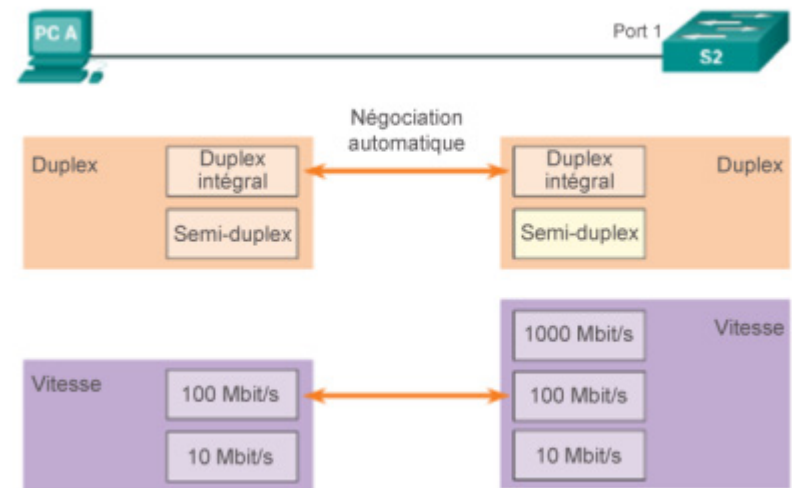 PC A
Port 1
S2
Négociation
automatique
Duplex
Duplex
intégral
Semi-duplex
Duplex
intégral
Semi-duplex
Duplex
Vitesse
100 Mbit/s
10 Mbit/s
1000 Mbit/s
100 Mbit/s
10 Mbit/s
Vitesse